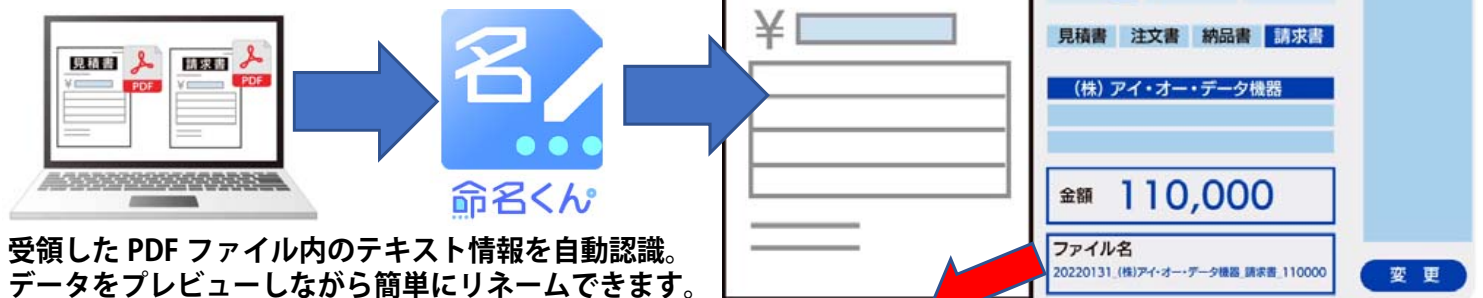 見積書
PDF
¥
請求書
PDF
¥
名
命名くん
受領した PDF ファイル内のテキスト情報を自動認識。
データをプレビューしながら簡単にリネームできます。
¥
見積書 注文書 納品書 請求書
(株) アイ・オー・データ機器
金額 110,000
ファイル名
20220131_(株)アイ・オー・データ機器_請求書_110000
変更